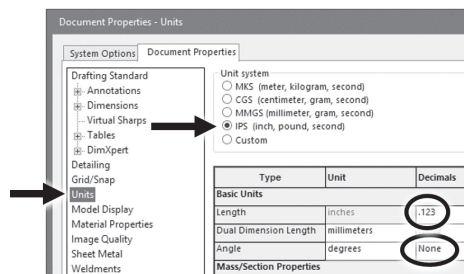 Document Properties - Units
System Options
Document Properties
Drafting Standard
Annotations
Dimensions
Virtual Sharps
Tables
DimXpert
Detailing
Grid/Snap
Units
Model Display
Material Properties
Image Quality
Sheet Metal
Weldments
Unit system
MKS (meter, kilogram, second)
CGS (centimeter, gram, second)
MMGS (millimeter, gram, second)
IPS (inch, pound, second)
Custom
Type Unit Decimals
Basic Units
Length inches .123
Dual Dimension Length millimeters
Angle degrees None
Mass/Section Properties